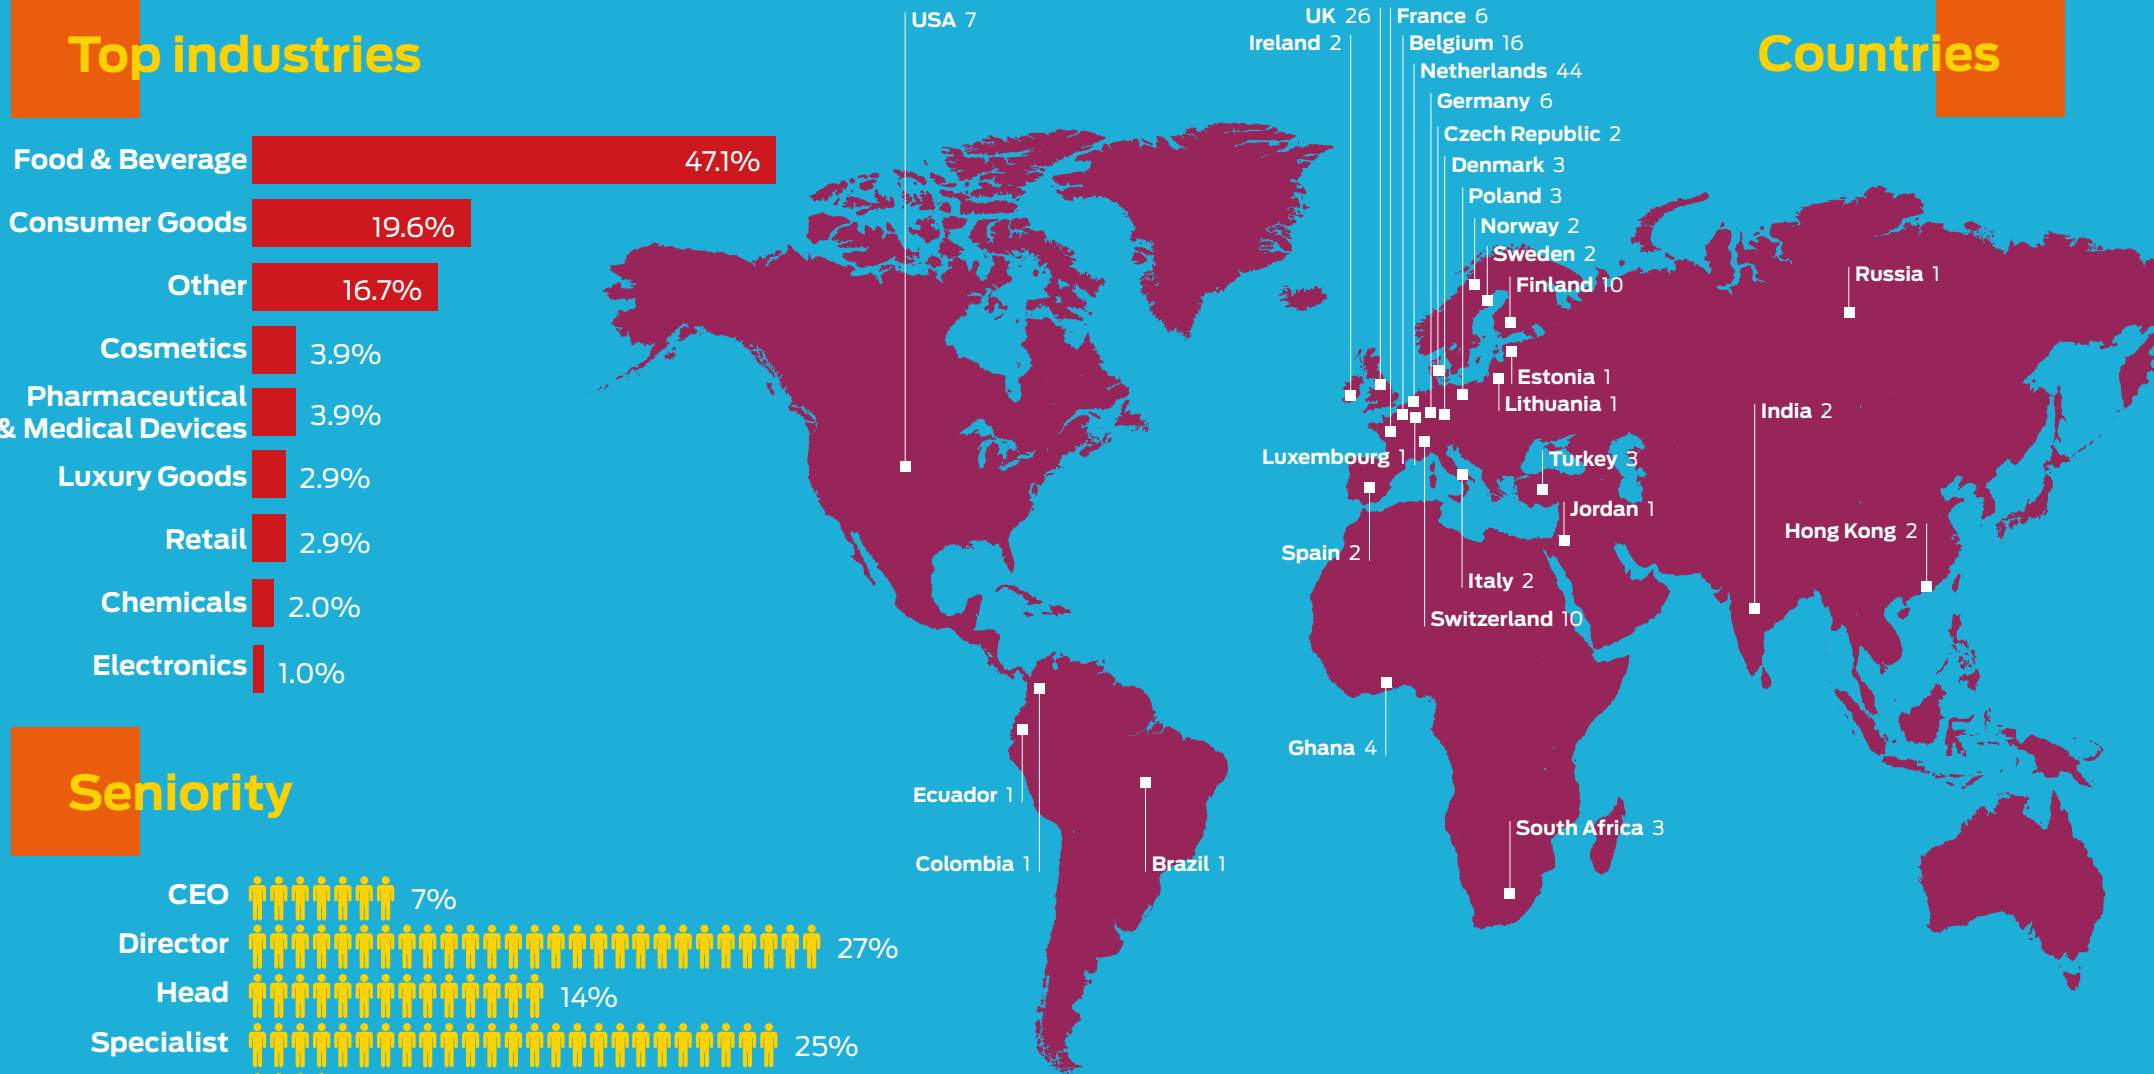 Top industries
Food & Beverage 47.1%
Consumer Goods 19.6%
Other 16.7%
Cosmetics 3.9%
Pharmaceutical
& Medical Devices 3.9%
Luxury Goods 2.9%
Retail 2.9%
Chemicals 2.0%
Electronics 1.0%
Seniority
CEO 7%
Director 27%
Head 14%
Specialist 25%
Countries
USA 7
UK 26
France 6
Ireland 2
Belgium 16
Netherlands 44
Germany 6
Czech Republic 2
Denmark 3
Poland 3
Norway 2
Sweden 2
Finland 10
Russia 1
Estonia 1
Lithuania 1
India 2
Luxembourg 1
Turkey 3
Jordan 1
Hong Kong 2
Spain 2
Italy 2
Switzerland 10
Ghana 4
Ecuador 1
South Africa 3
Colombia 1
Brazil 1